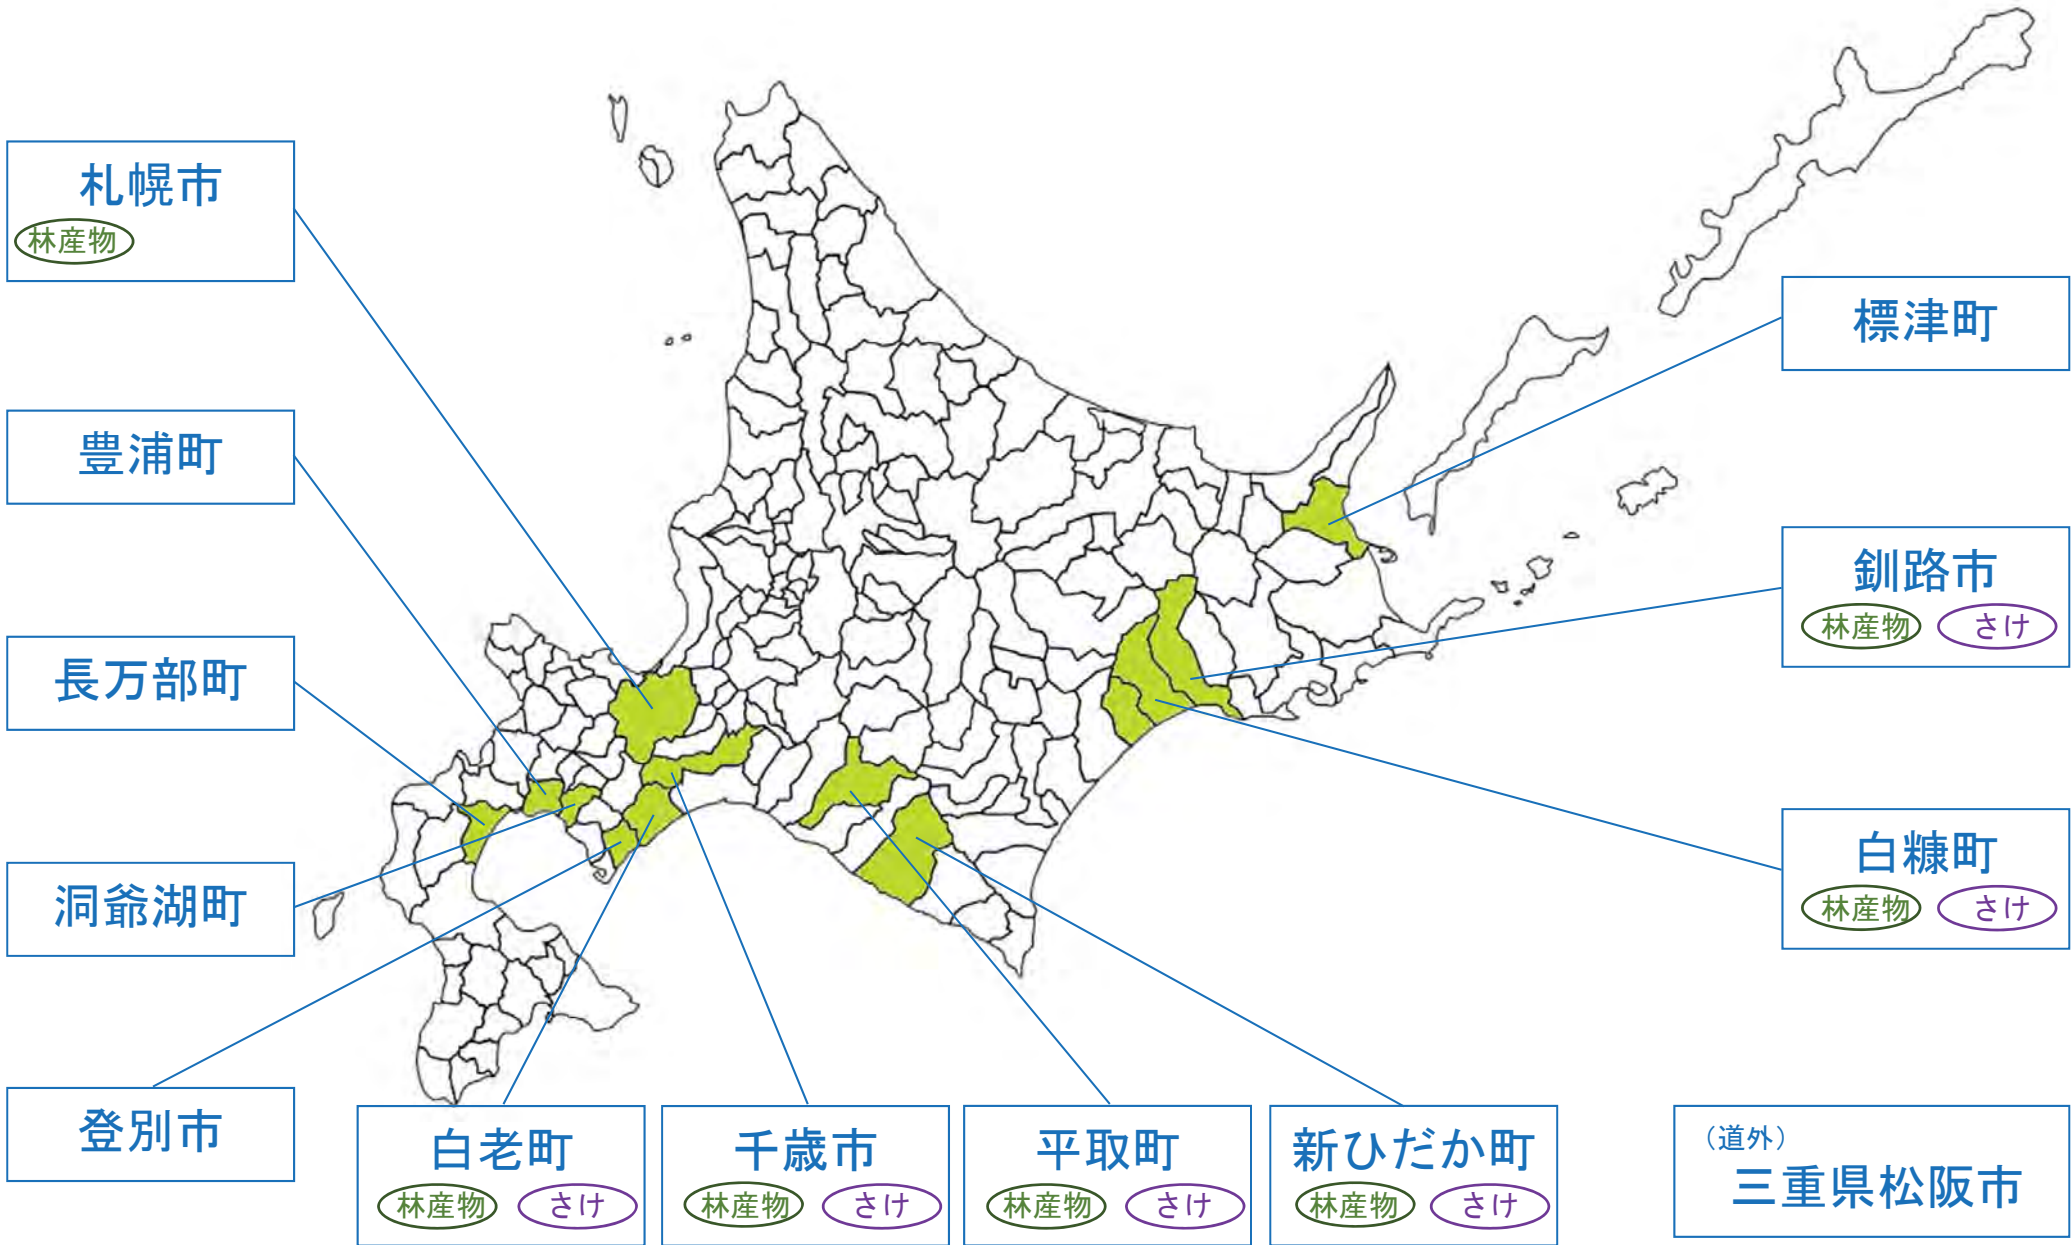 札幌市
林産物
豊浦町
長万部町
洞爺湖町
登別市
標津町
釧路市
林産物 さけ
白糠町
林産物 さけ
白老町
林産物 さけ
千歳市
林産物 さけ
平取町
林産物 さけ
新ひだか町
林産物 さけ
（道外）
三重県松阪市